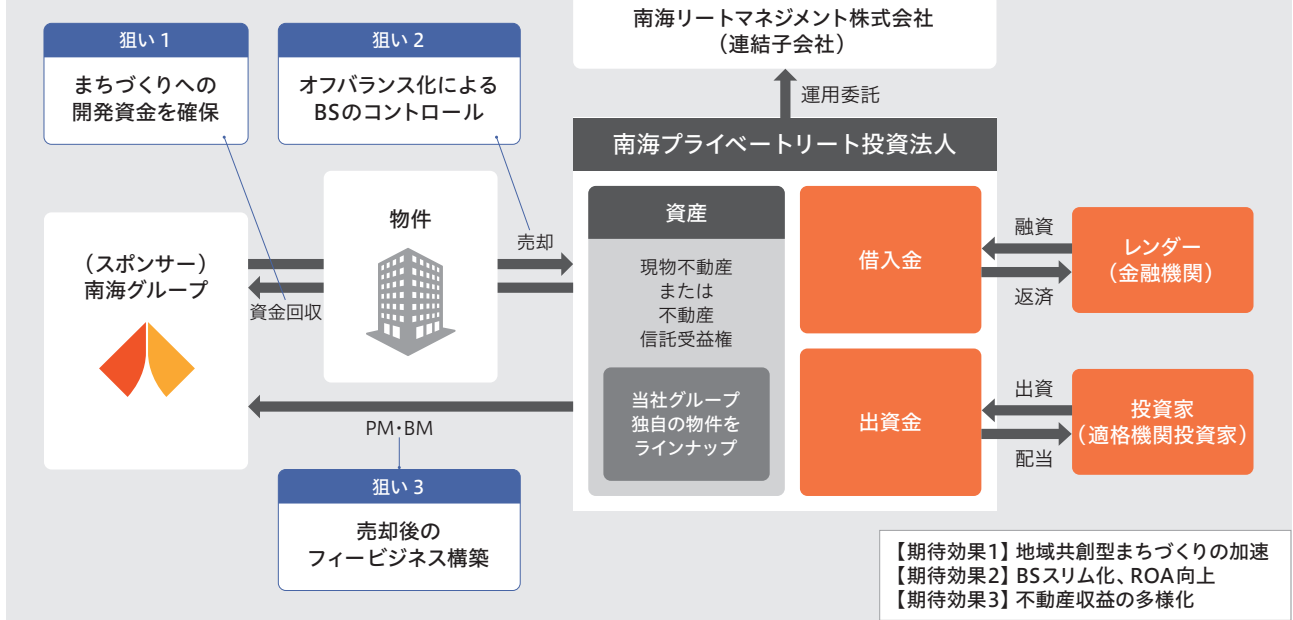 南海リートマネジメント株式会社
（連結子会社）
狙い 1
まちづくりへの
開発資金を確保
狙い 2
オフバランス化による
BSのコントロール
運用委託
南海プライベートリート投資法人
（スポンサー）
南海グループ
物件
売却
資金回収
資産
現物不動産
または
不動産
信託受益権
当社グループ
独自の物件を
ラインナップ
借入金
出資金
融資
返済
レンダー
（金融機関）
出資
配当
投資家
（適格機関投資家）
PM・BM
狙い 3
売却後の
フィービジネス構築
【期待効果1】地域共創型まちづくりの加速
【期待効果2】BSスリム化、ROA向上
【期待効果3】不動産収益の多様化